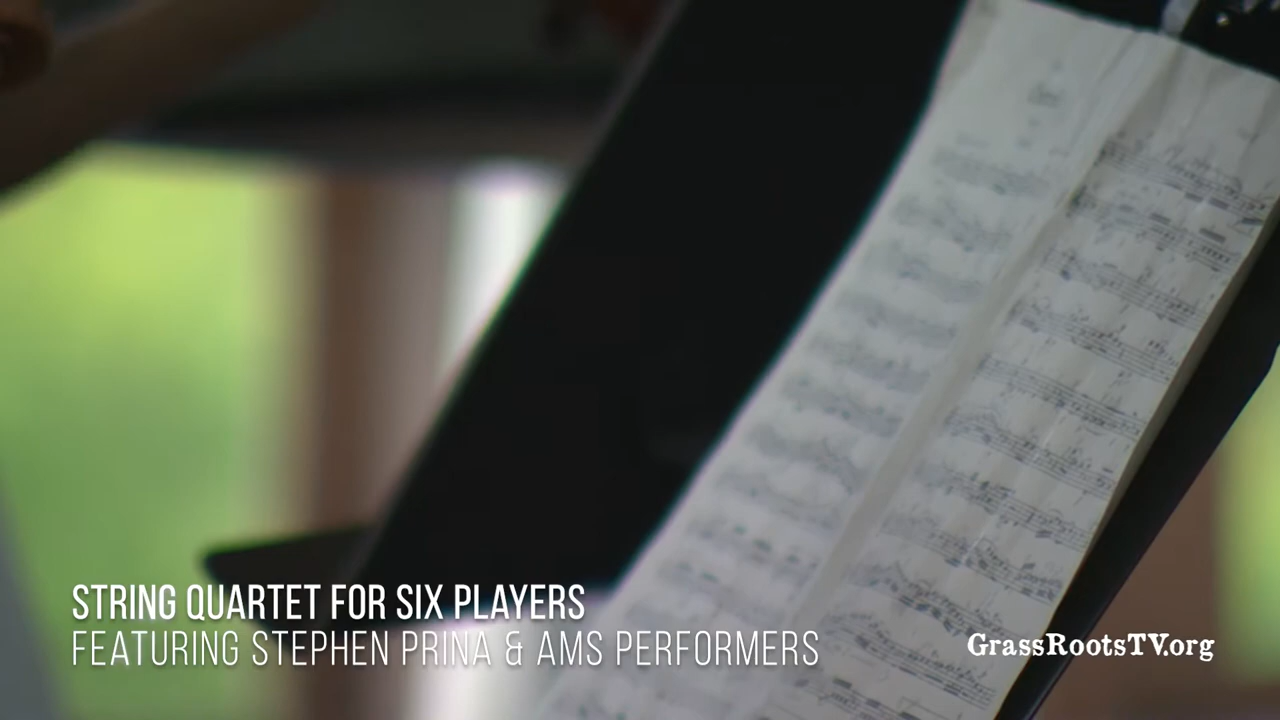 STRING QUARTET FOR SIX PLAYERS
FEATURING STEPHEN PRINA & AMS PERFORMERS
GrassRootsTV.org